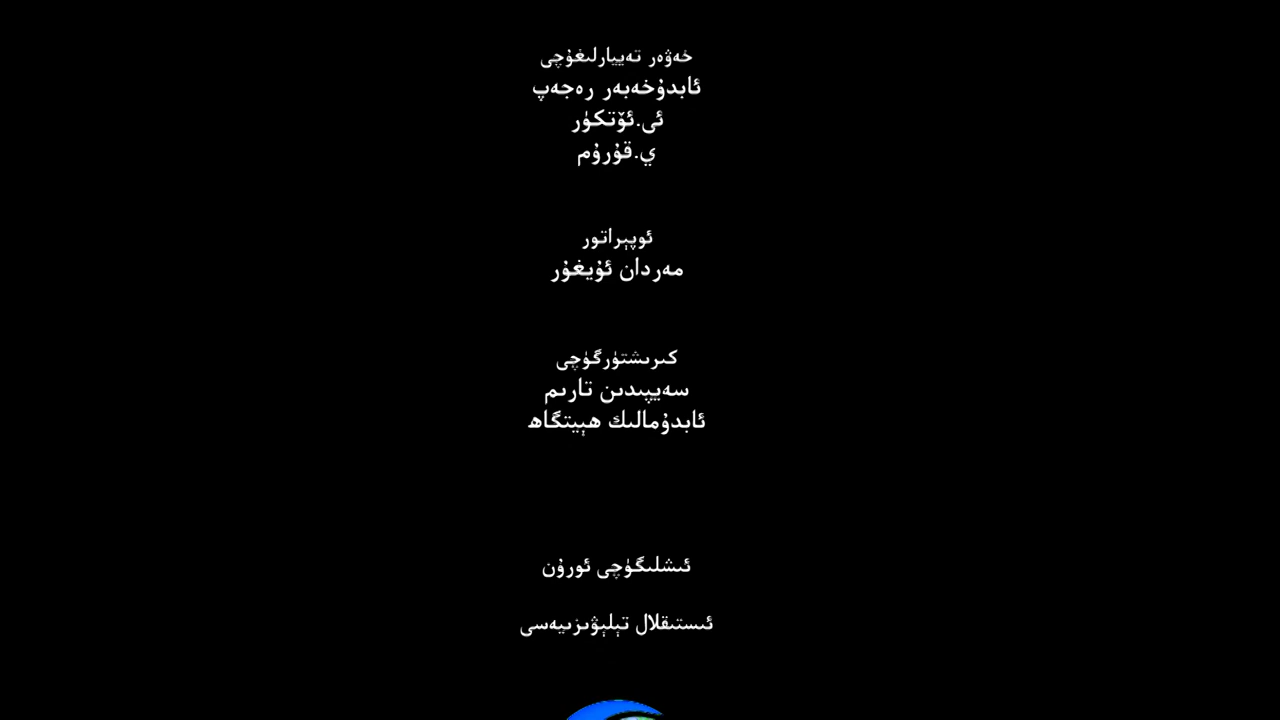 خەۋەر تەييارلىغۇچى
ئابدۇخەبەر رەجەپ
ئى.ئۆتكۈر
ي.قۇرۇم
ئوپېراتور
مەردان ئۇيغۇر
كىرىشتۈرگۈچى
سەيپىدىن تارىم
ئابدۇمالىك ھېيتگاھ
ئىشلىگۈچى ئورۇن
ئىستىقلال تېلېۋىزىيەسى